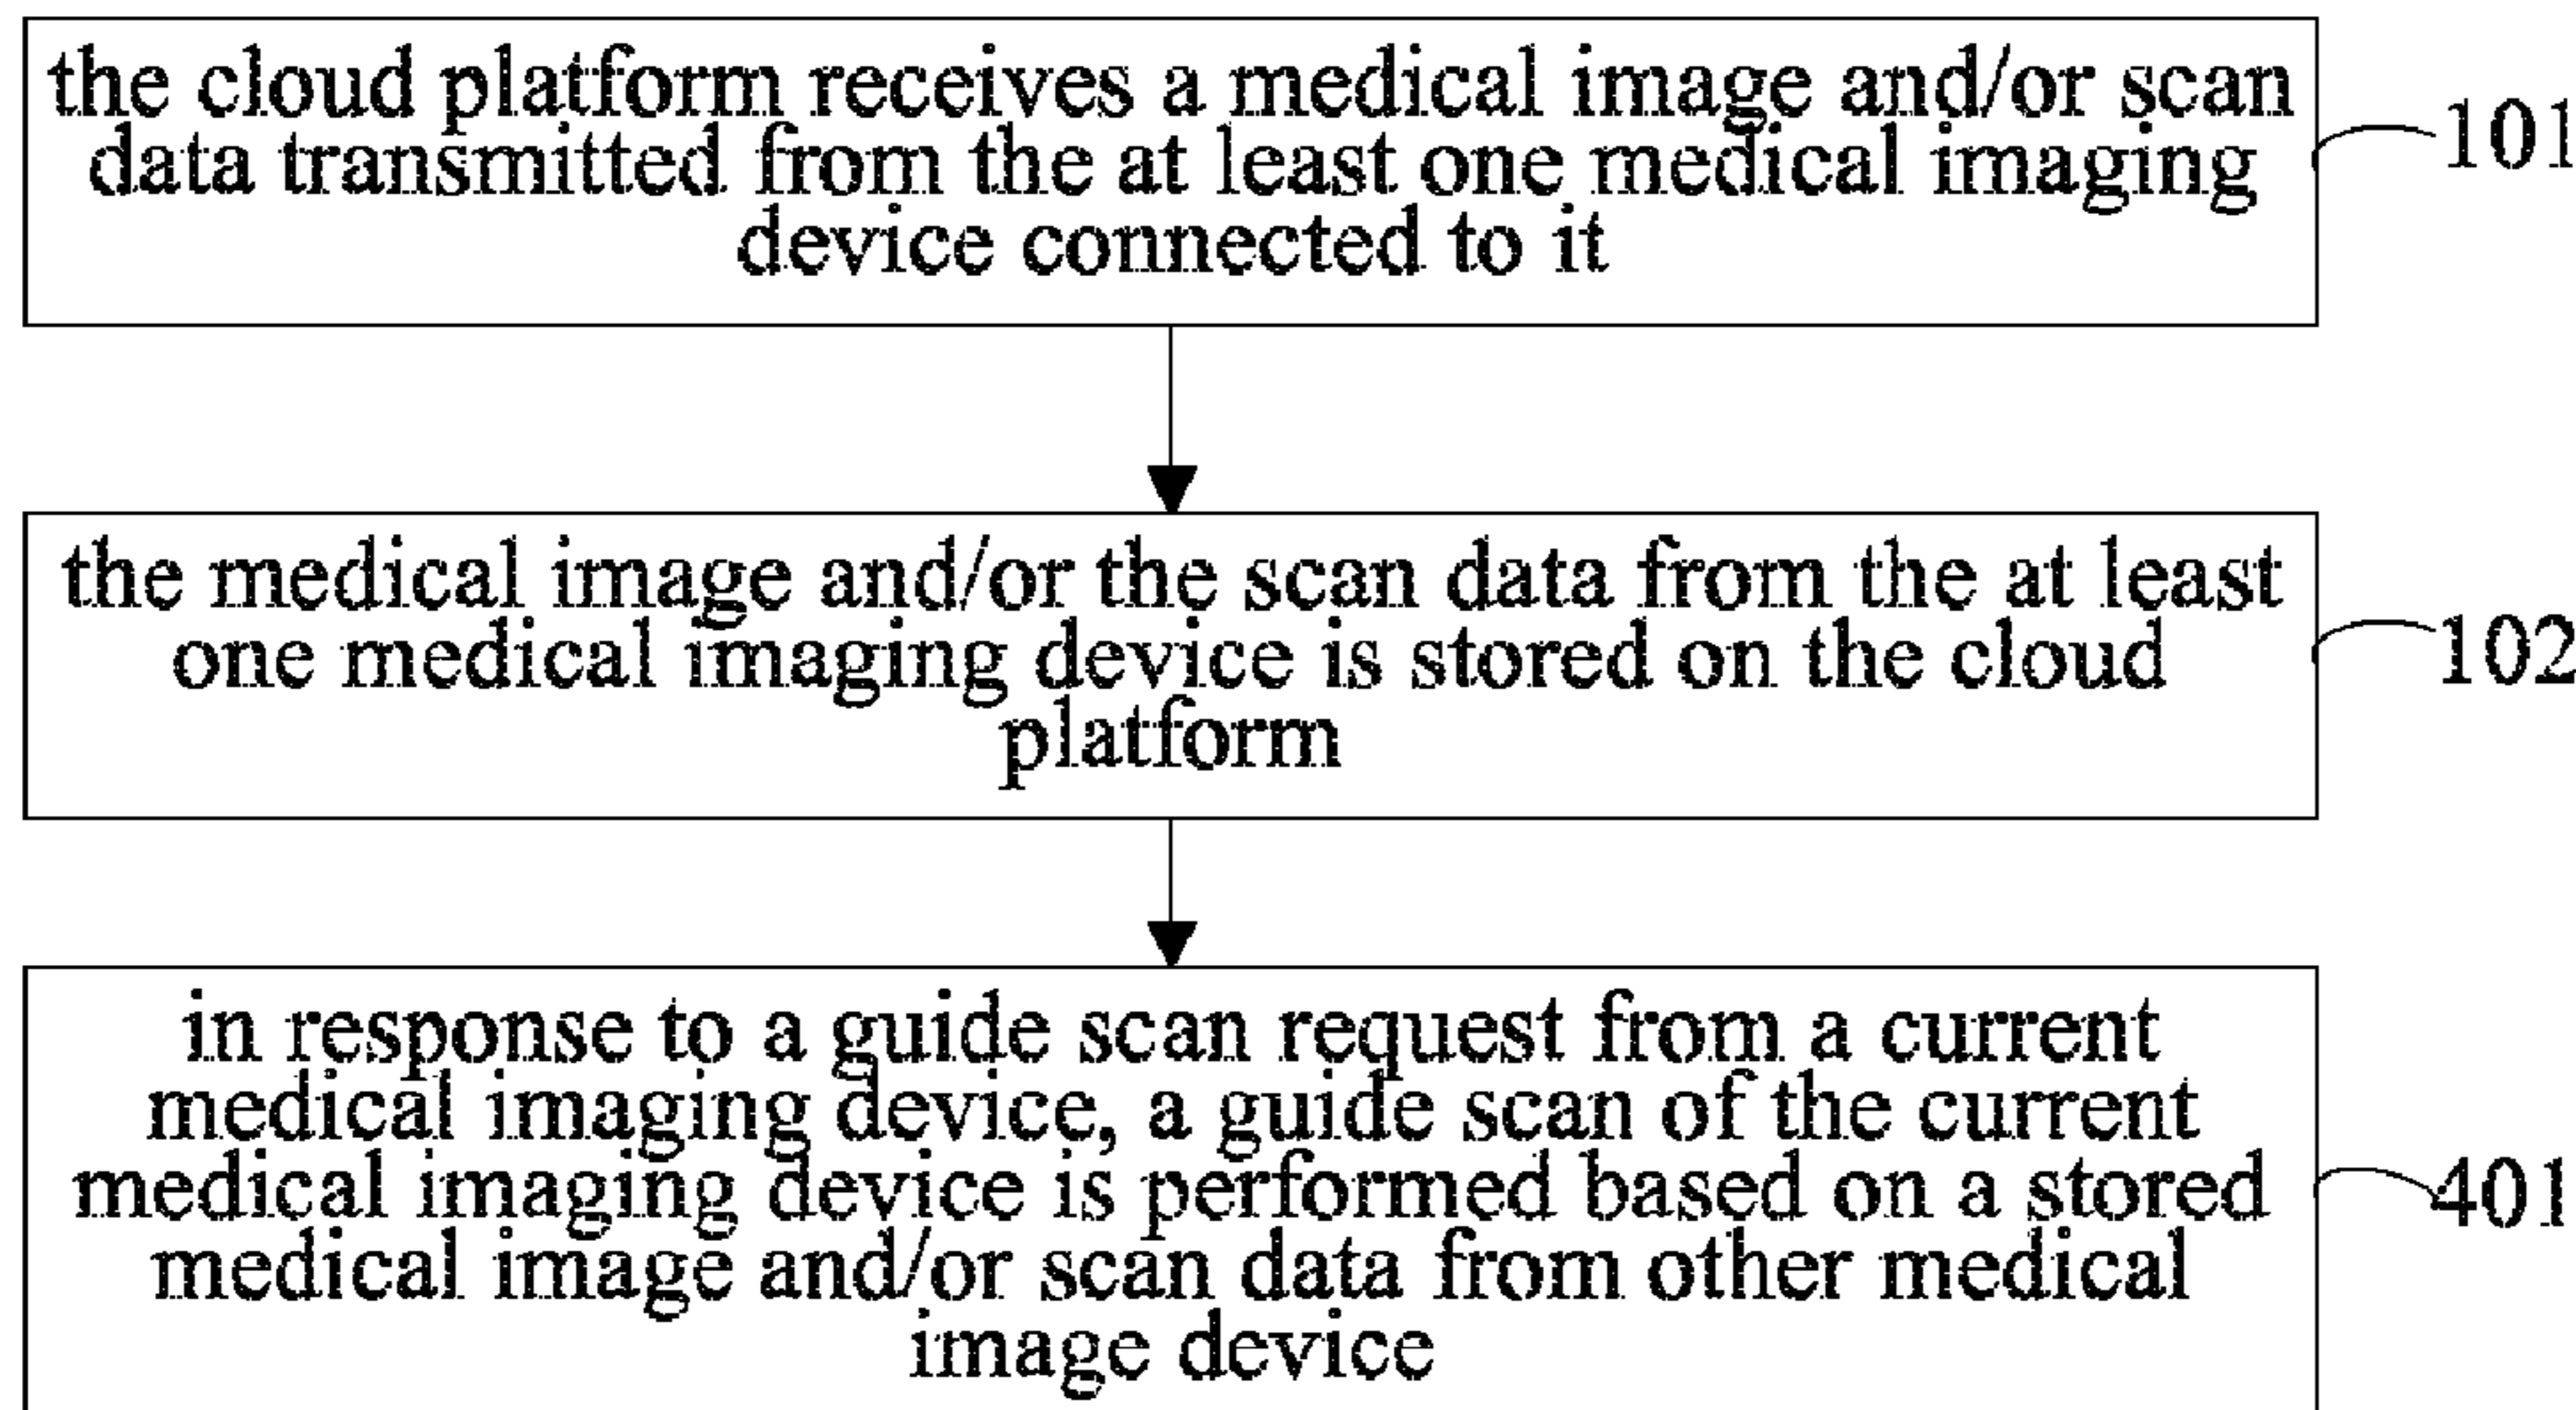 the cloud platform receives a medical image and/or scan
data transmitted from the at least one medical imaging
device connected to it
101
the medical image and/or the scan data from the at least
one medical imaging device is stored on the cloud
platform
102
in response to a guide scan request from a current
medical imaging device, a guide scan of the current
medical imaging device is performed based on a stored
medical image and/or scan data from other medical
image device
401